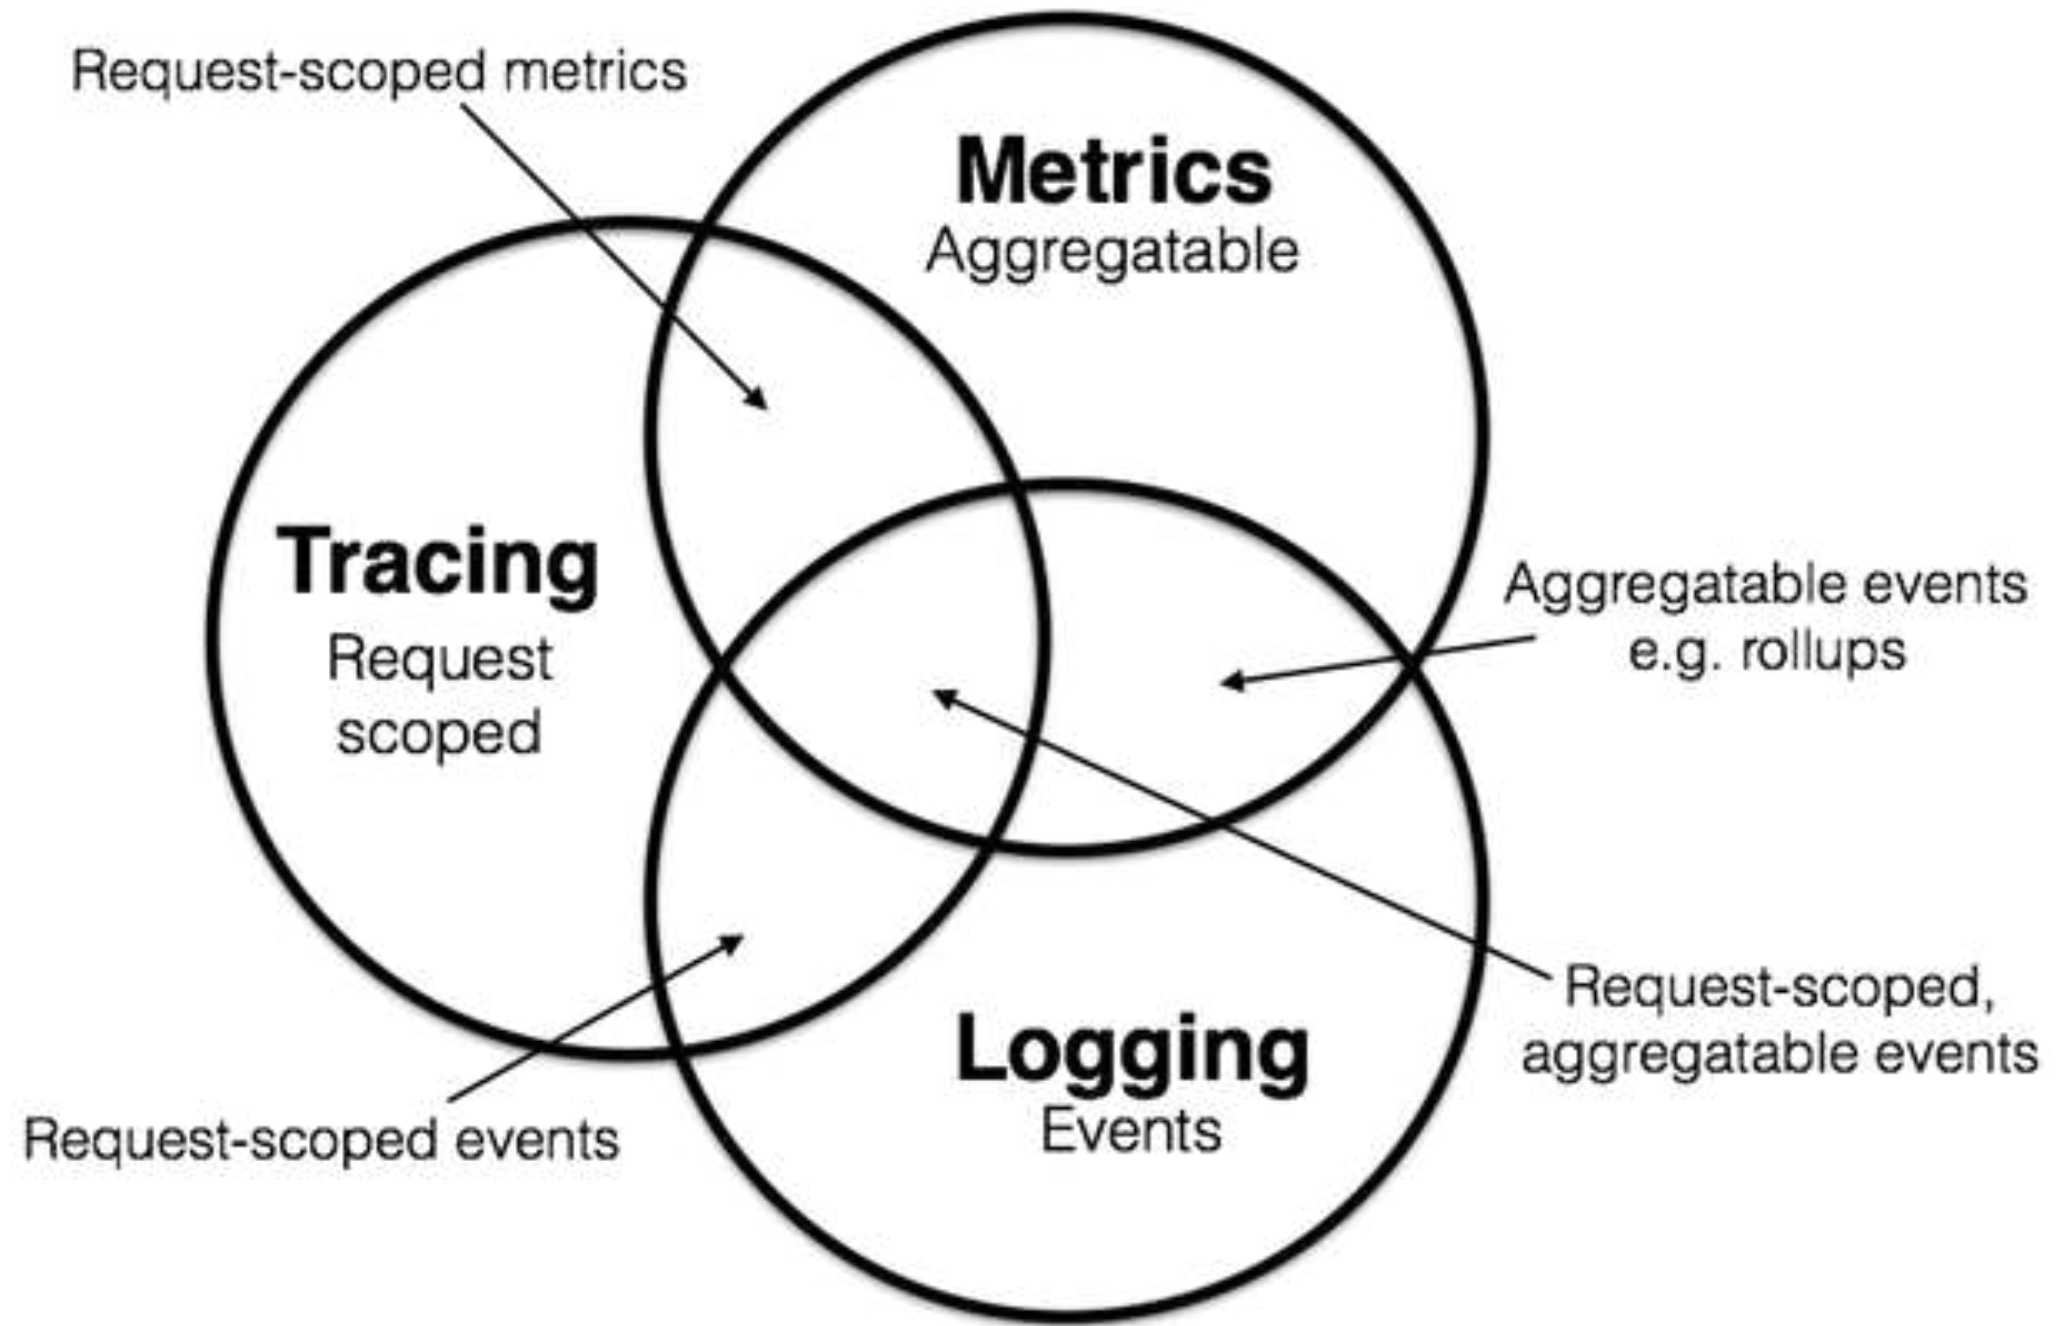 Request-scoped metrics
Metrics
Aggregatable
Tracing
Request
scoped
Aggregatable events
e.g. rollups
Request-scoped,
aggregatable events
Logging
Events
Request-scoped events